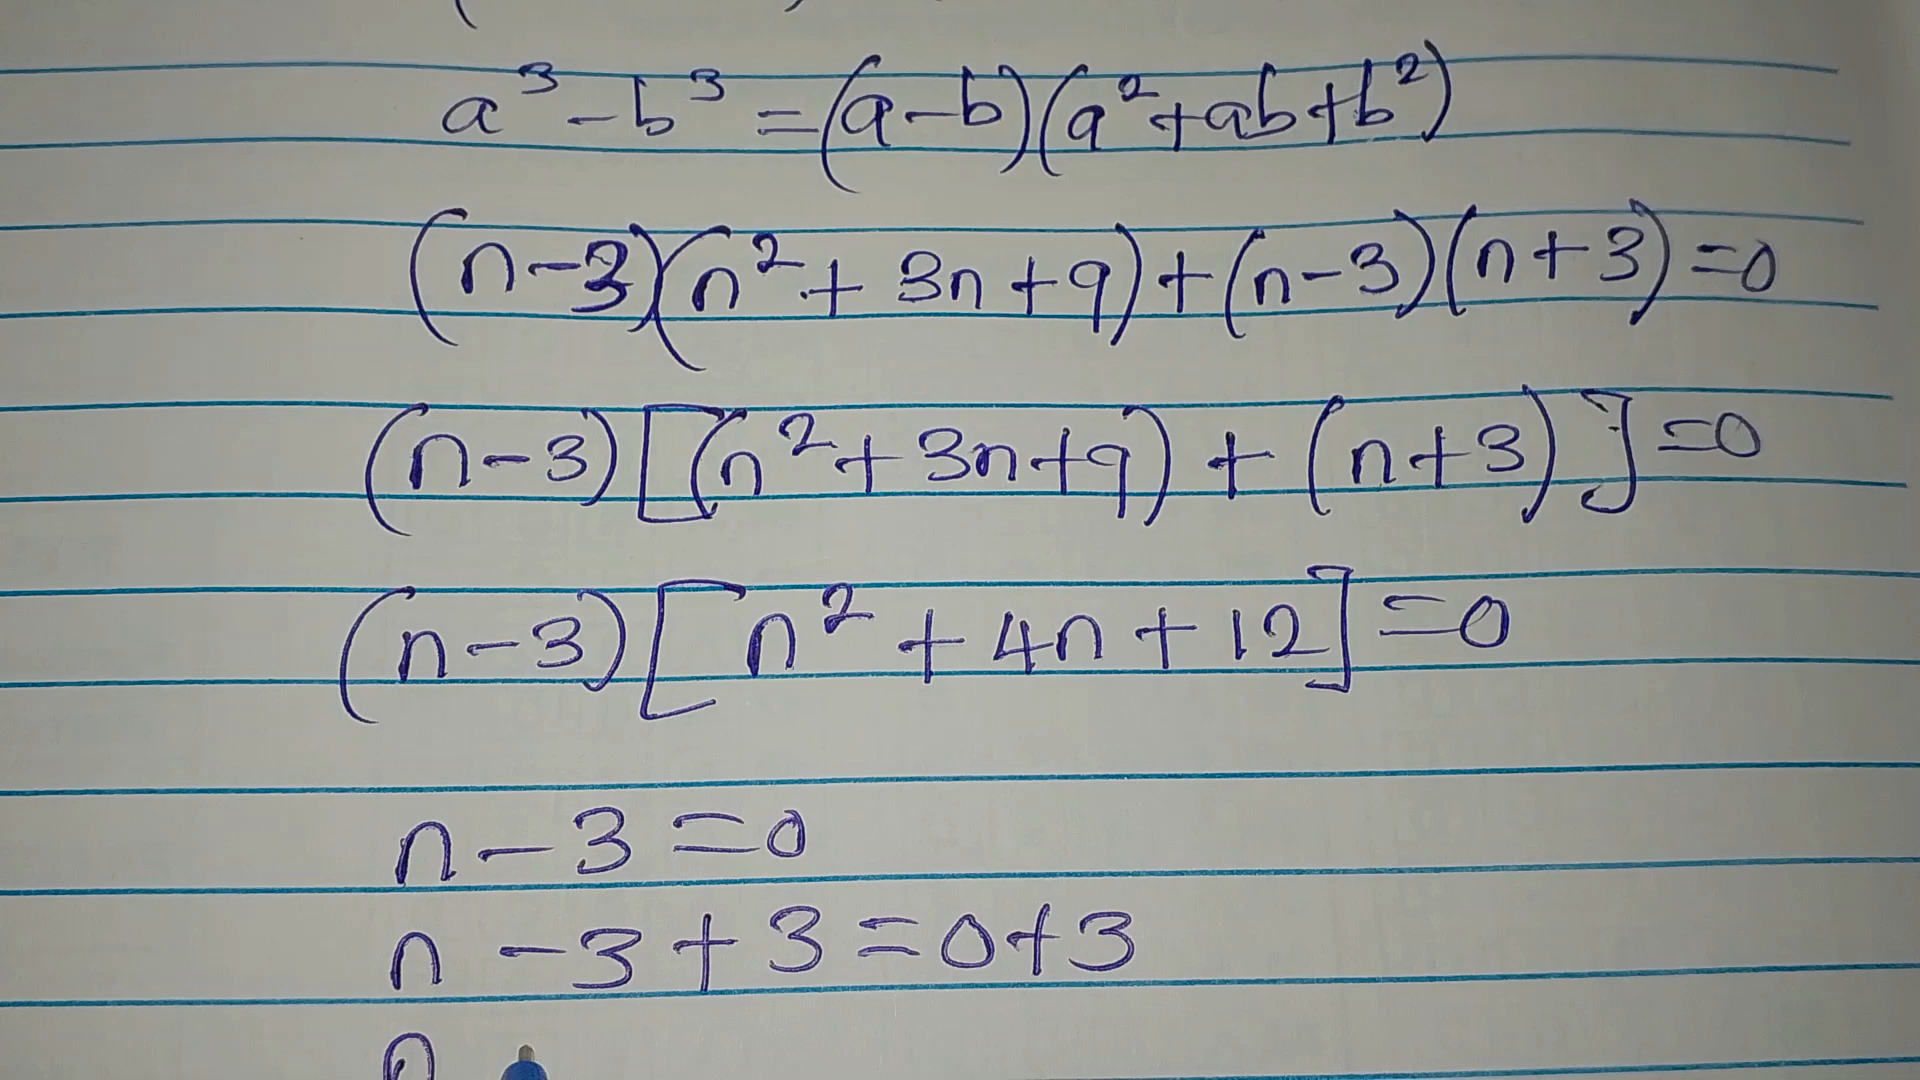 a³-b³=(a-b)(a²+ab+b²)
(n-3)(n²+3n+9)+(n-3)(n+3)=0
(n-3)[(n²+3n+9)+(n+3)]=0
(n-3)[n²+4n+12]=0
n-3=0
n-3+3=0+3
n